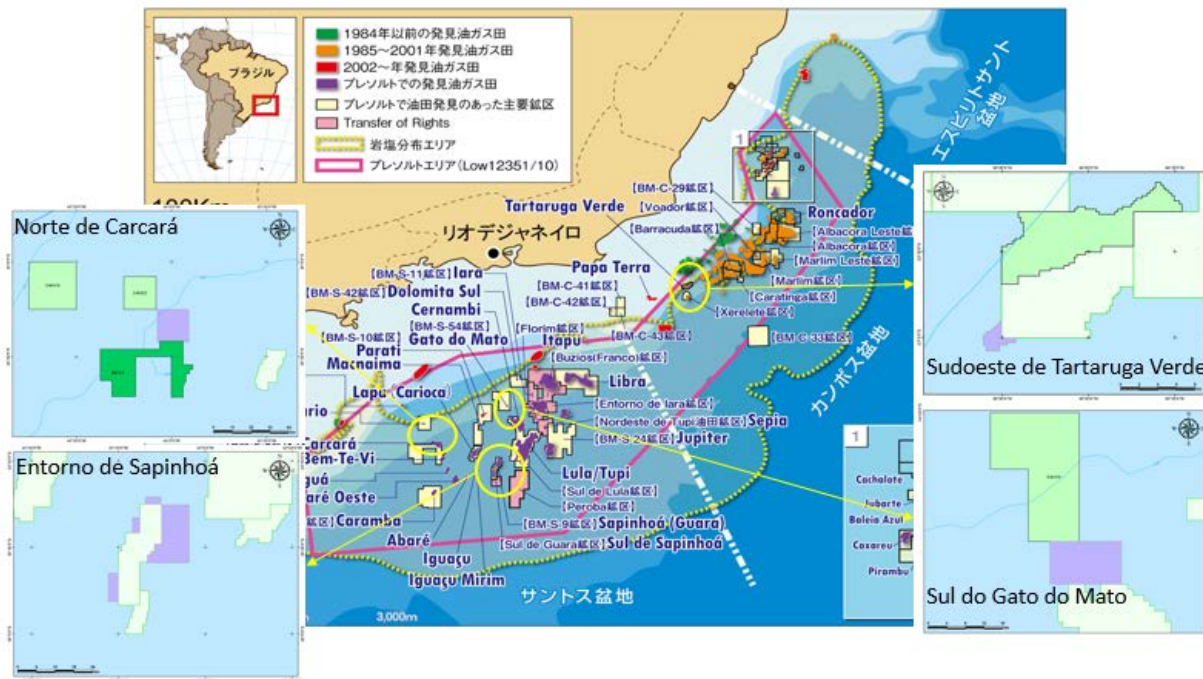 ブラジル
1984年以前の発見油ガス田
1985～2001年発見油ガス田
2002～年発見油ガス田
プレソルトでの発見油ガス田
プレソルトで油田発見のあった主要鉱区
Transfer of Rights
岩塩分布エリア
プレソルトエリア(Low12351/10)
エスピリトサント
盆地
1
Norte de Carcará
リオデジャネイロ
Tartaruga Verde
【BM-C-29鉱区】
【Voador鉱区】
【Barracuda鉱区】
Roncador
【Albacora Leste鉱
【Albacora鉱区】
【Marlim Leste鉱区】
【Marlim鉱区】
【Caratinga鉱区】
【Xerelete鉱区】
Papa Terra
【BM-C-41鉱区】
【BM-C-42鉱区】
【BM-C-43鉱区】
【BM-C-33鉱区】
カンポス盆地
【BM-S-11鉱区】Iara
【BM-S-42鉱区】Dolomita Sul
Cernambi
【BM-S-54鉱区】
【BM-S-10鉱区】
Gato do Mato
Parati
Macnaima
Lapa (Carioca)
【Florim鉱区】
Itapu
【Buzios(Franco)鉱区】
Libra
【Entorno de Iara鉱区】
【Nordeste de Tupi油田鉱区】Sepia
【BM-S-24鉱区】Jupiter
Lula/Tupi
【Sul de Lula鉱区】
【Peroba鉱区】
【BM-S-9鉱区】Sapinhoá (Guara)
【Sul de Guara鉱区】Sul de Sapinhoá
ario
Carcará
Bem-Te-Vi
guá
aré Oeste
鉱区】Caramba
Abaré
Iguaçu
Iguaçu Mirim
サントス盆地
3,000m
Entorno de Sapinhoá
Sudoeste de Tartaruga Verde
Sul do Gato do Mato
1
Cachalote
Jubarte
Baleia Azul
Caxareu
Pirambu